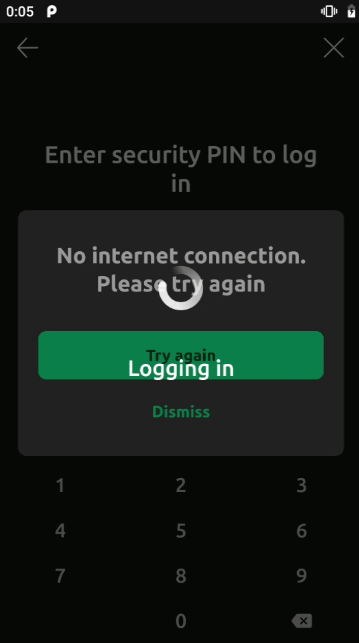 0:05
Enter security PIN to log
in
No internet connection.
Please try again
Try again
Logging in
Dismiss
1 2 3
4 5 6
7 8 9
0